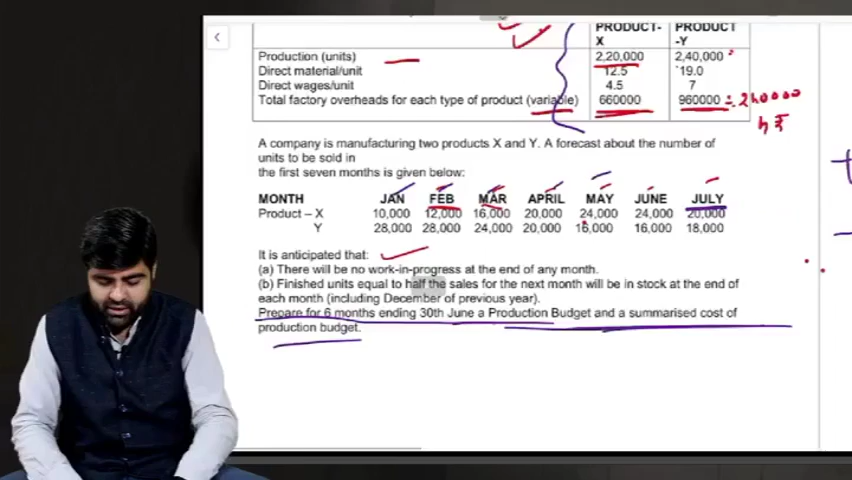 PRODUCT-X PRODUCT-Y
Production (units) 2,20,000 2,40,000
Direct material/unit 12.5 19.0
Direct wages/unit 4.5 7
Total factory overheads for each type of product (variable) 660000 960000 ÷ 240000
4 ₹
A company is manufacturing two products X and Y. A forecast about the number of
units to be sold in
the first seven months is given below:
MONTH JAN FEB MAR APRIL MAY JUNE JULY
Product – X 10,000 12,000 16,000 20,000 24,000 24,000 20,000
Y 28,000 28,000 24,000 20,000 16,000 16,000 18,000
It is anticipated that:
(a) There will be no work-in-progress at the end of any month.
(b) Finished units equal to half the sales for the next month will be in stock at the end of
each month (including December of previous year).
Prepare for 6 months ending 30th June a Production Budget and a summarised cost of
production budget.